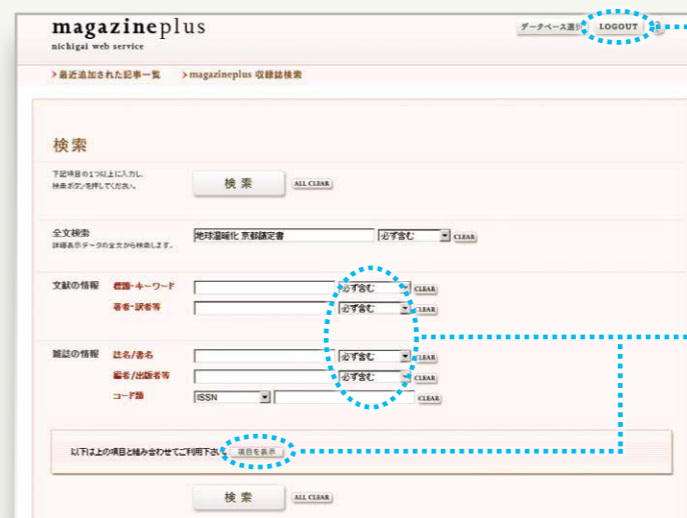 magazineplus
nichigai web service
データベース選択 LOGOUT
>最近追加された記事一覧 >magazineplus 収録誌検索
検索
下記項目の1つ以上に入力し、
検索ボタンを押してください。
検 索 ALL CLEAR
全文検索 地球温暖化 京都議定書 必ず含む CLEAR
詳細表示データの全文から検索します。
文献の情報 標題・キーワード 必ず含む CLEAR
著者・訳者等 必ず含む CLEAR
雑誌の情報 誌名/書名 必ず含む CLEAR
編者/出版者等 必ず含む CLEAR
コード類 ISSN CLEAR
以下は上の項目と組み合わせてご利用下さい。 項目を表示
検 索 ALL CLEAR